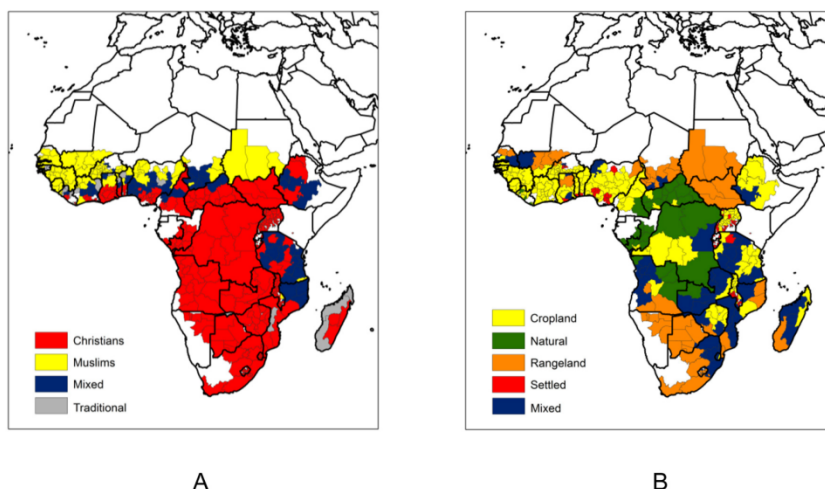 Christians
Muslims
Mixed
Traditional
Cropland
Natural
Rangeland
Settled
Mixed
A
B